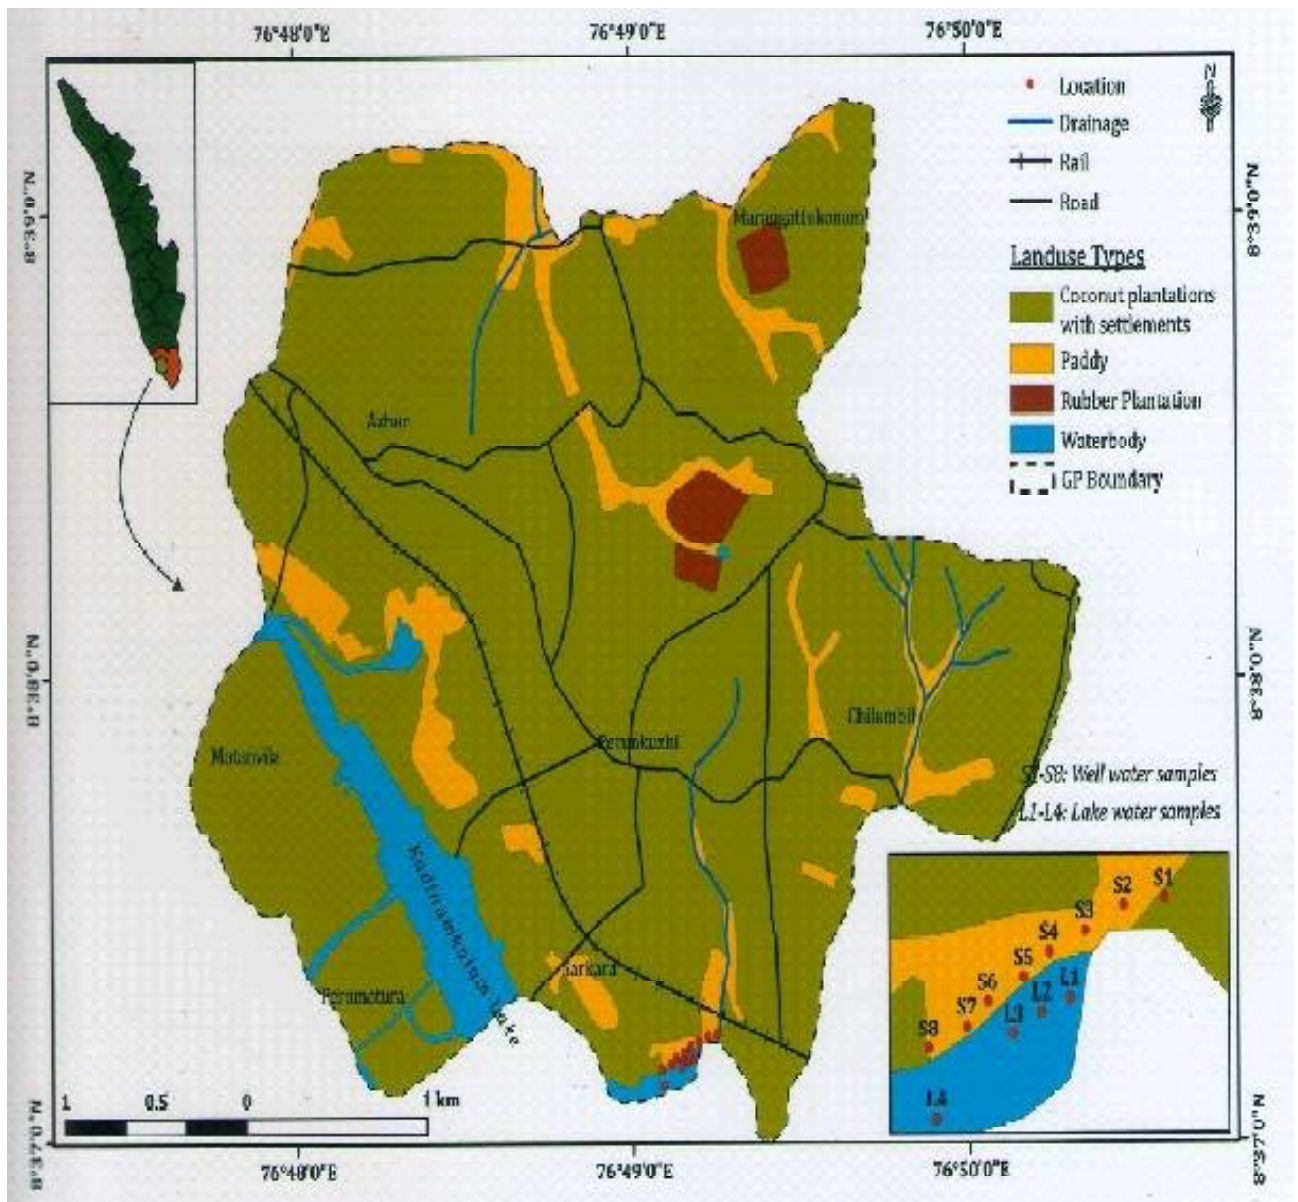 76°48'0"E
76°49'0"E
76°50'0"E
Location
Drainage
Rail
Road
Landuse Types
Coconut plantations
with settlements
Paddy
Rubber Plantation
Waterbody
GP Boundary
8°39'0"N
8°39'0"N
Azhur
8°38'0"N
8°38'0"N
Chilambil
Perunkuzhi
-S8: Well water samples
L1-L4: Lake water samples
Lake
S1
S2
S3
S4
S5
S6
S7
S8
L1
L2
L3
L4
1
0.5
0
1 km
8°37'0"N
8°37'0"N
76°48'0"E
76°49'0"E
76°50'0"E
N